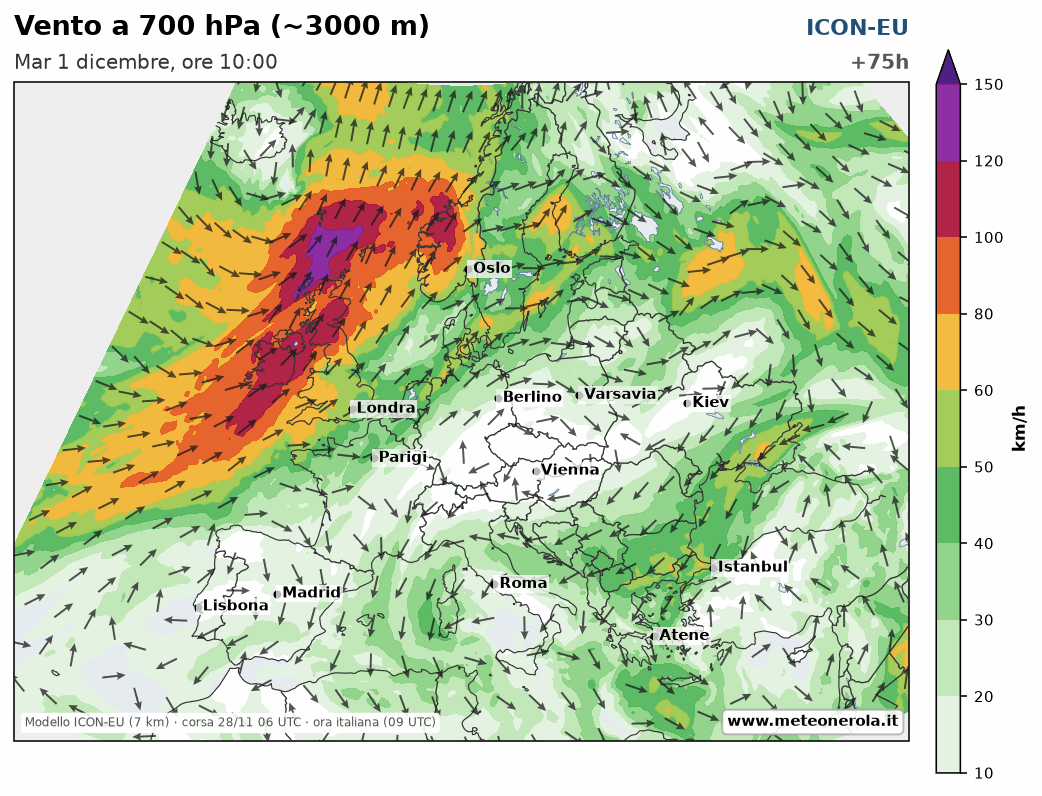 Vento a 700 hPa (~3000 m)
ICON-EU
Mar 1 dicembre, ore 10:00
+75h
150
120
100
80
60
50
40
30
20
10
km/h
Oslo
Berlino
Varsavia
Kiev
Londra
Parigi
Vienna
Istanbul
Roma
Madrid
Lisbona
Atene
Modello ICON-EU (7 km) · corsa 28/11 06 UTC · ora italiana (09 UTC)
www.meteonerola.it